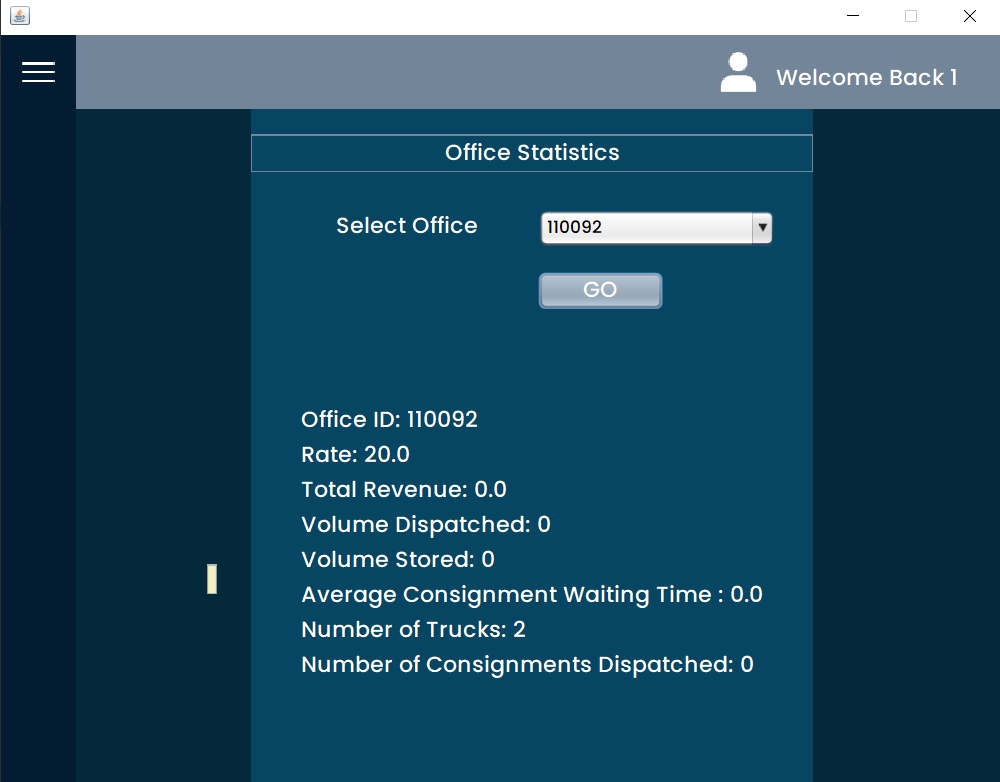 Welcome Back 1
Office Statistics
Select Office
110092
GO
Office ID: 110092
Rate: 20.0
Total Revenue: 0.0
Volume Dispatched: 0
Volume Stored: 0
Average Consignment Waiting Time : 0.0
Number of Trucks: 2
Number of Consignments Dispatched: 0